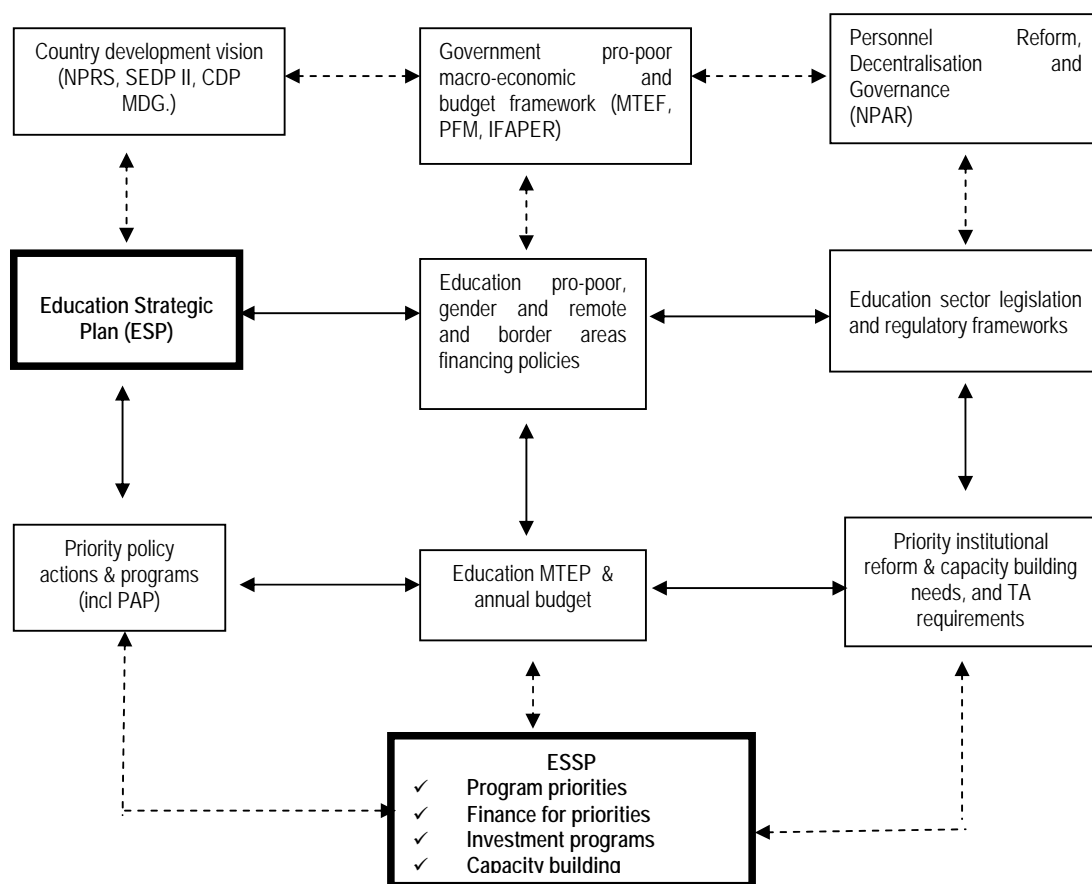 Country development vision
(NPRS, SEDP II, CDP
MDG.)
Government pro-poor
macro-economic and
budget framework (MTEF,
PFM, IFAPER)
Personnel Reform,
Decentralisation and
Governance
(NPAR)
Education Strategic
Plan (ESP)
Education pro-poor,
gender and remote
and border areas
financing policies
Education sector legislation
and regulatory frameworks
Priority policy
actions & programs
(incl PAP)
Education MTEP &
annual budget
Priority institutional
reform & capacity building
needs, and TA
requirements
ESSP
✓ Program priorities
✓ Finance for priorities
✓ Investment programs
✓ Capacity building